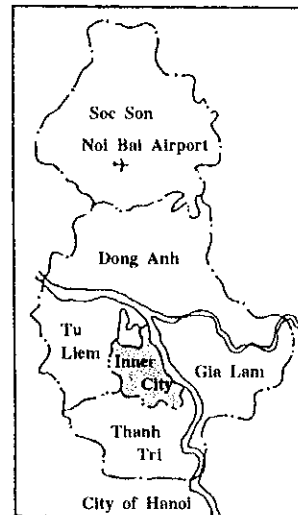 Soc Son
Noi Bai Airport
Dong Anh
Tu
Liem
Inner
City
Gia Lam
Thanh
Tri
City of Hanoi